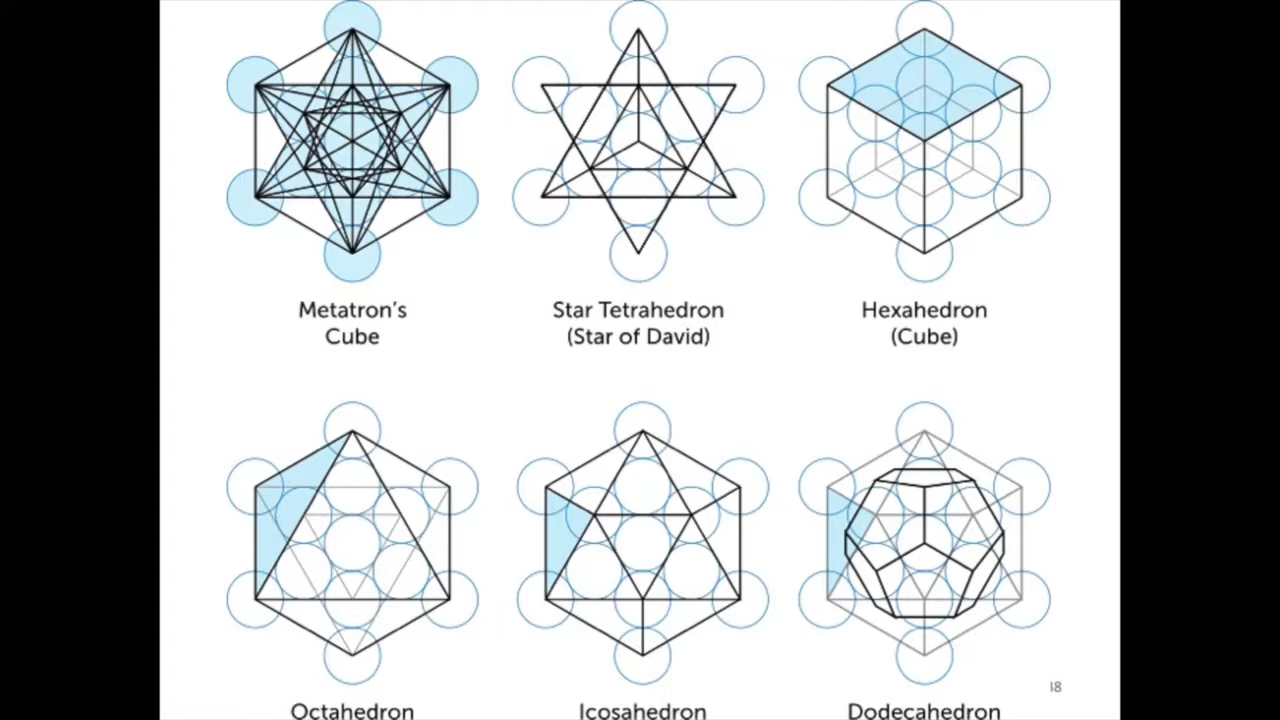 Metatron's
Cube
Star Tetrahedron
(Star of David)
Hexahedron
(Cube)
Octahedron
Icosahedron
Dodecahedron